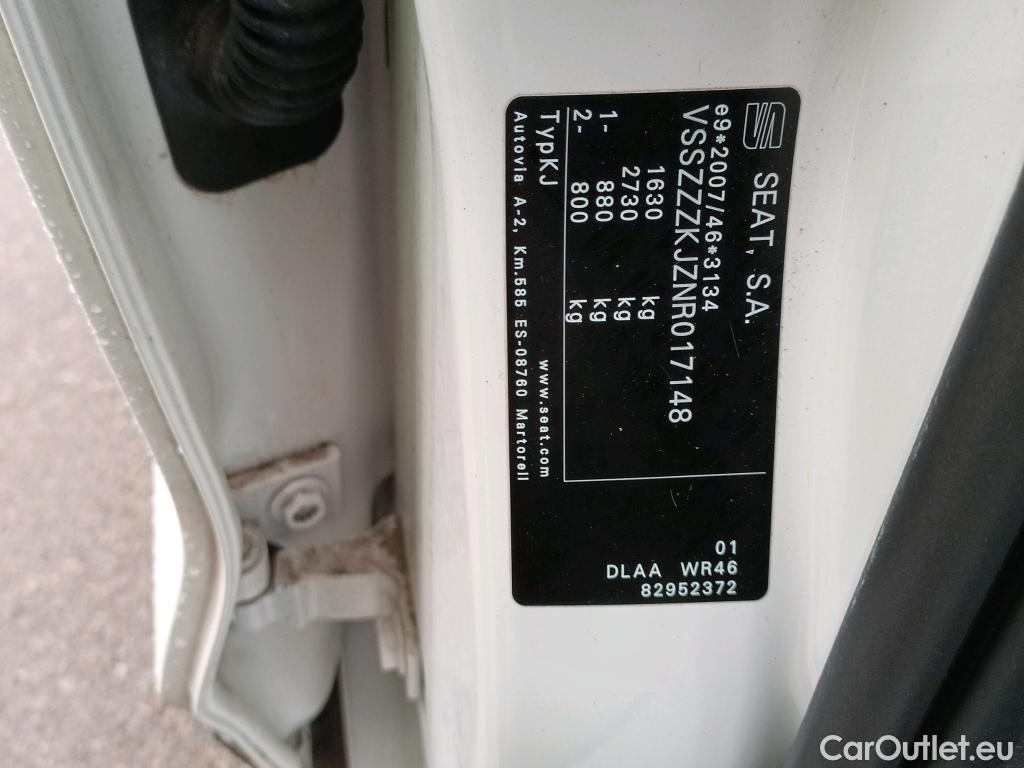 SEAT, S.A.
e9*2007/46*3134
VSSZZZKJZNR017148
1630 kg
2730 kg
1- 880 kg
2- 800 kg
TypKJ www.seat.com
Autovia A-2, Km.585 ES-08760 Martorell
01
DLAA WR46
82952372
CarOutlet.eu